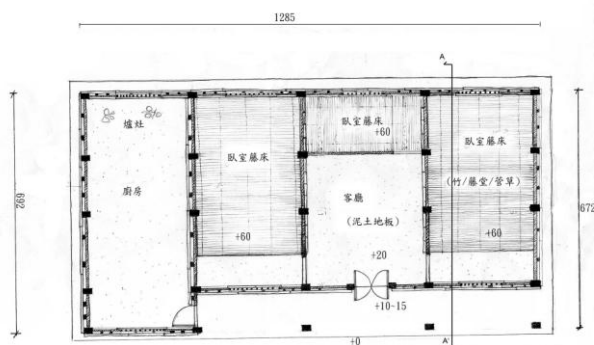 1285
A
臥室藤床
+60
爐灶
臥室藤床
臥室藤床
廚房
(竹/藤堂/菅草)
客廳
(泥土地板)
692
672
+60
+60
+20
+10-15
+0
A'